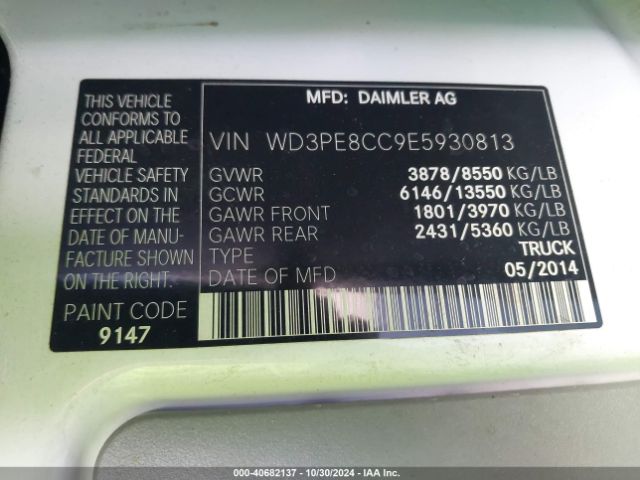 MFD: DAIMLER AG
THIS VEHICLE
CONFORMS TO
ALL APPLICABLE
FEDERAL
VEHICLE SAFETY
STANDARDS IN
EFFECT ON THE
DATE OF MANU-
FACTURE SHOWN
ON THE RIGHT.
PAINT CODE
9147
VIN WD3PE8CC9E5930813
GVWR 3878/8550 KG/LB
GCWR 6146/13550 KG/LB
GAWR FRONT 1801/3970 KG/LB
GAWR REAR 2431/5360 KG/LB
TYPE TRUCK
DATE OF MFD 05/2014
000-40682137 - 10/30/2024 - IAA Inc.